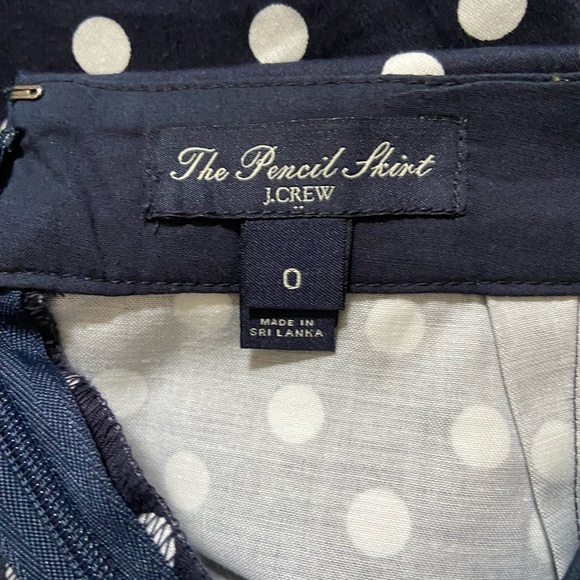 The Pencil Skirt
J.CREW
0
MADE IN
SRI LANKA